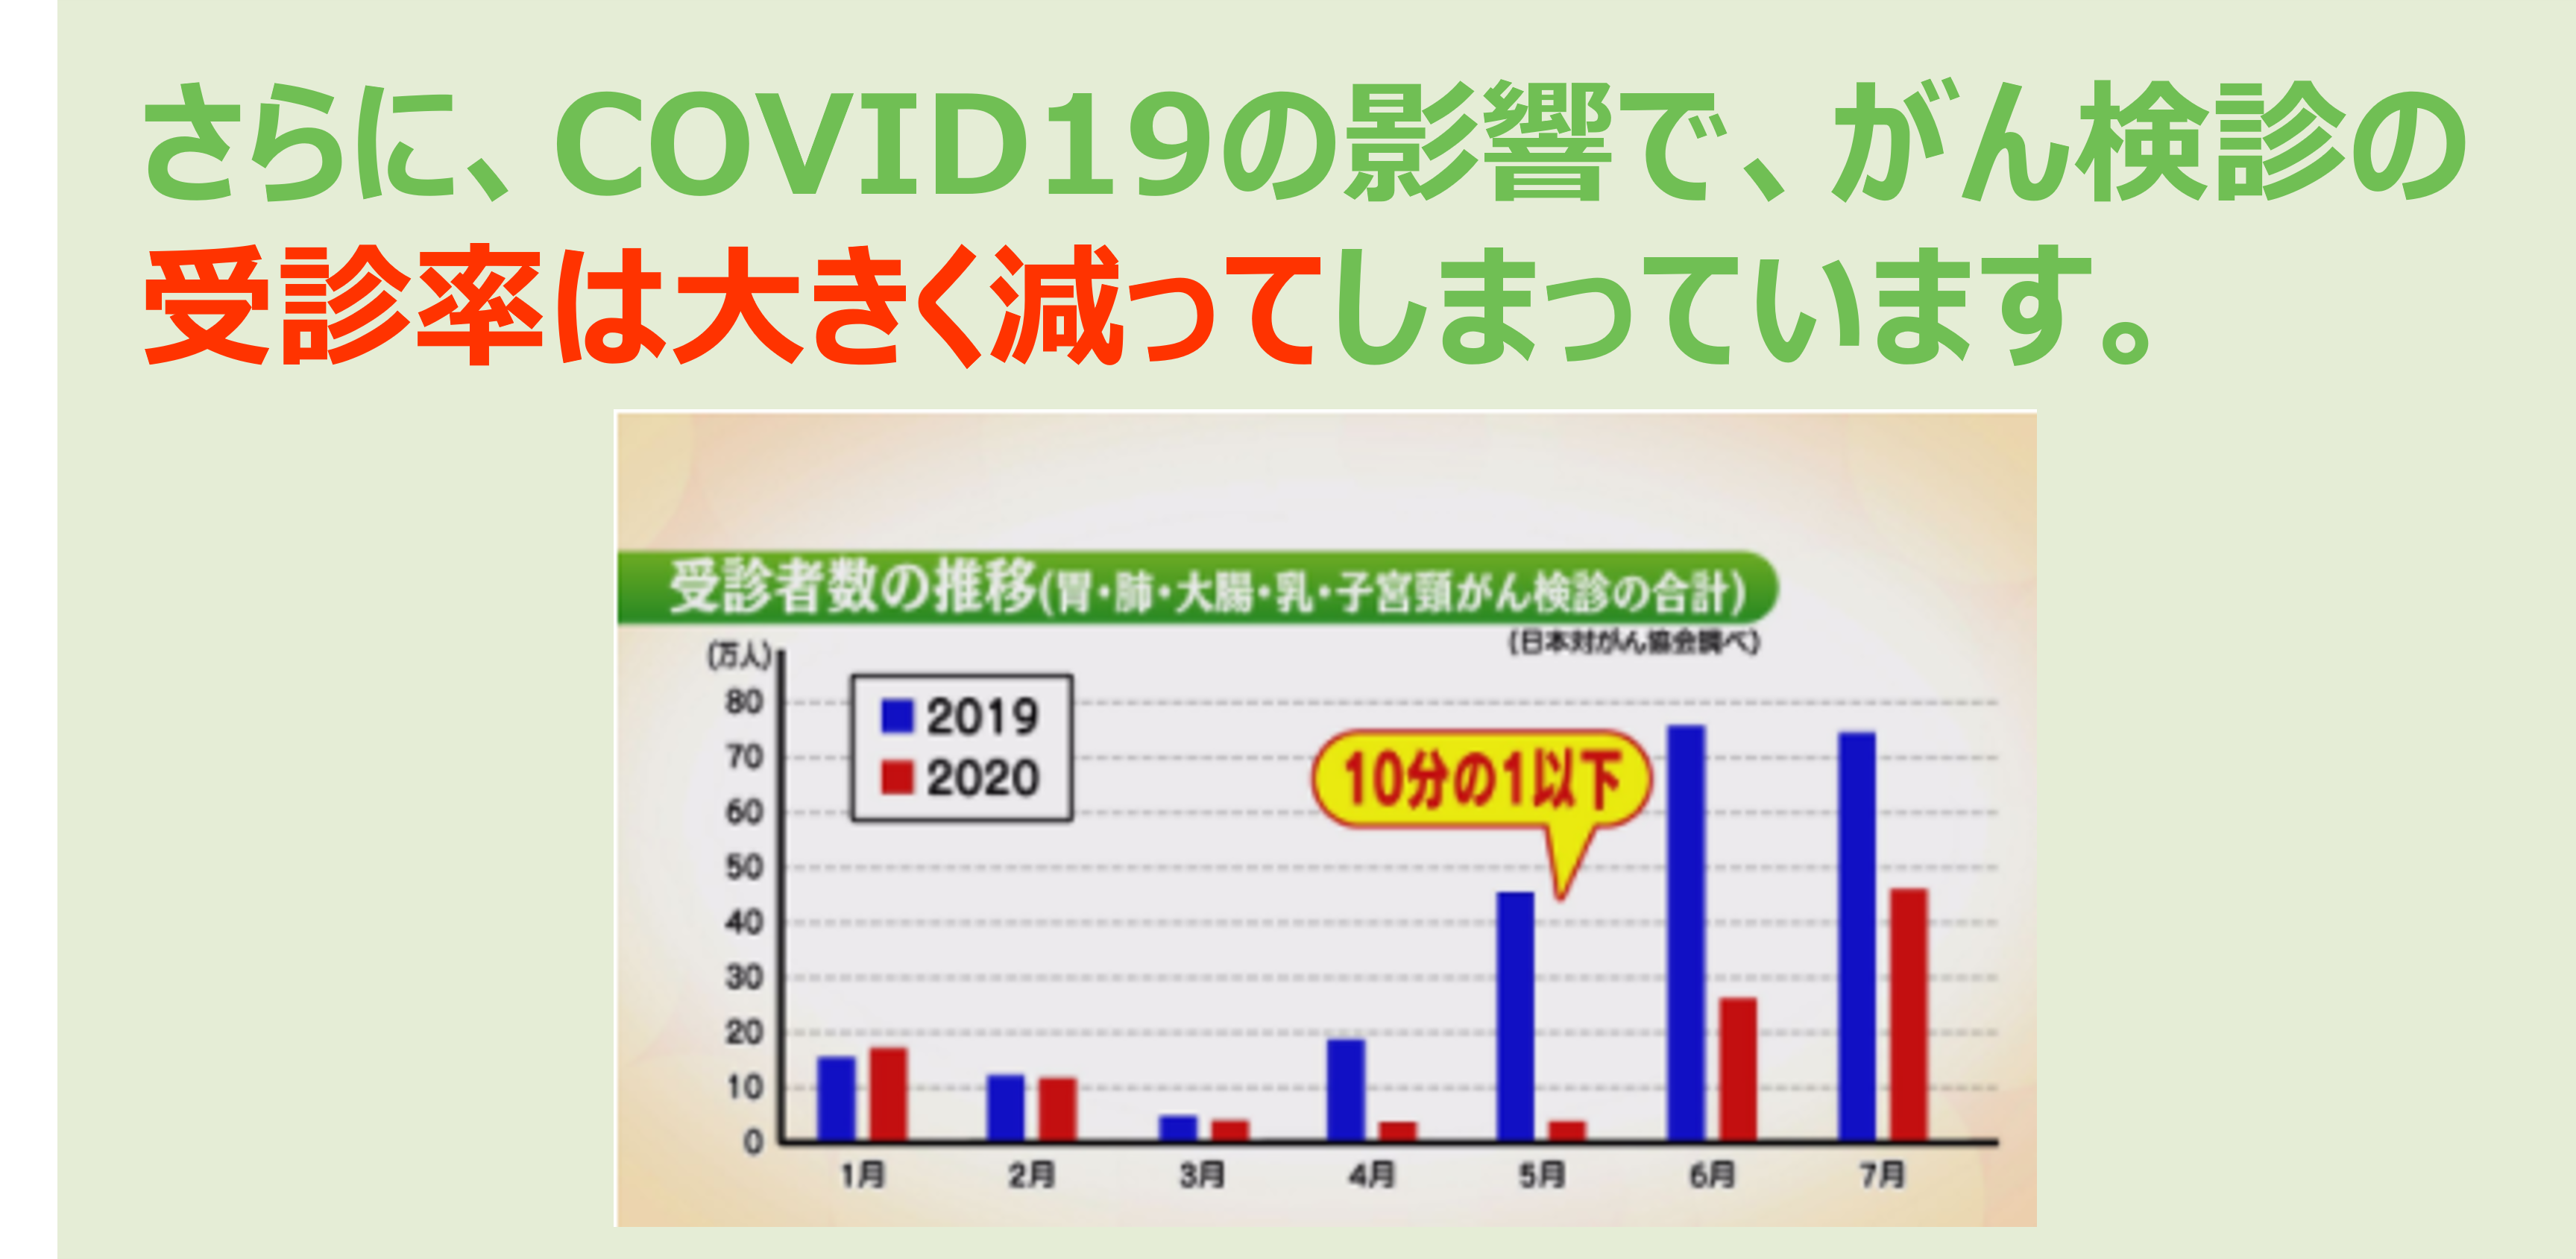 さらに、COVID19の影響で、がん検診の
受診率は大きく減ってしまっています。
受診者数の推移(胃・肺・大腸・乳・子宮頸がん検診の合計)
(日本対がん協会調べ)
(万人)
80
70
60
50
40
30
20
10
0
2019
2020
10分の1以下
1月
2月
3月
4月
5月
6月
7月